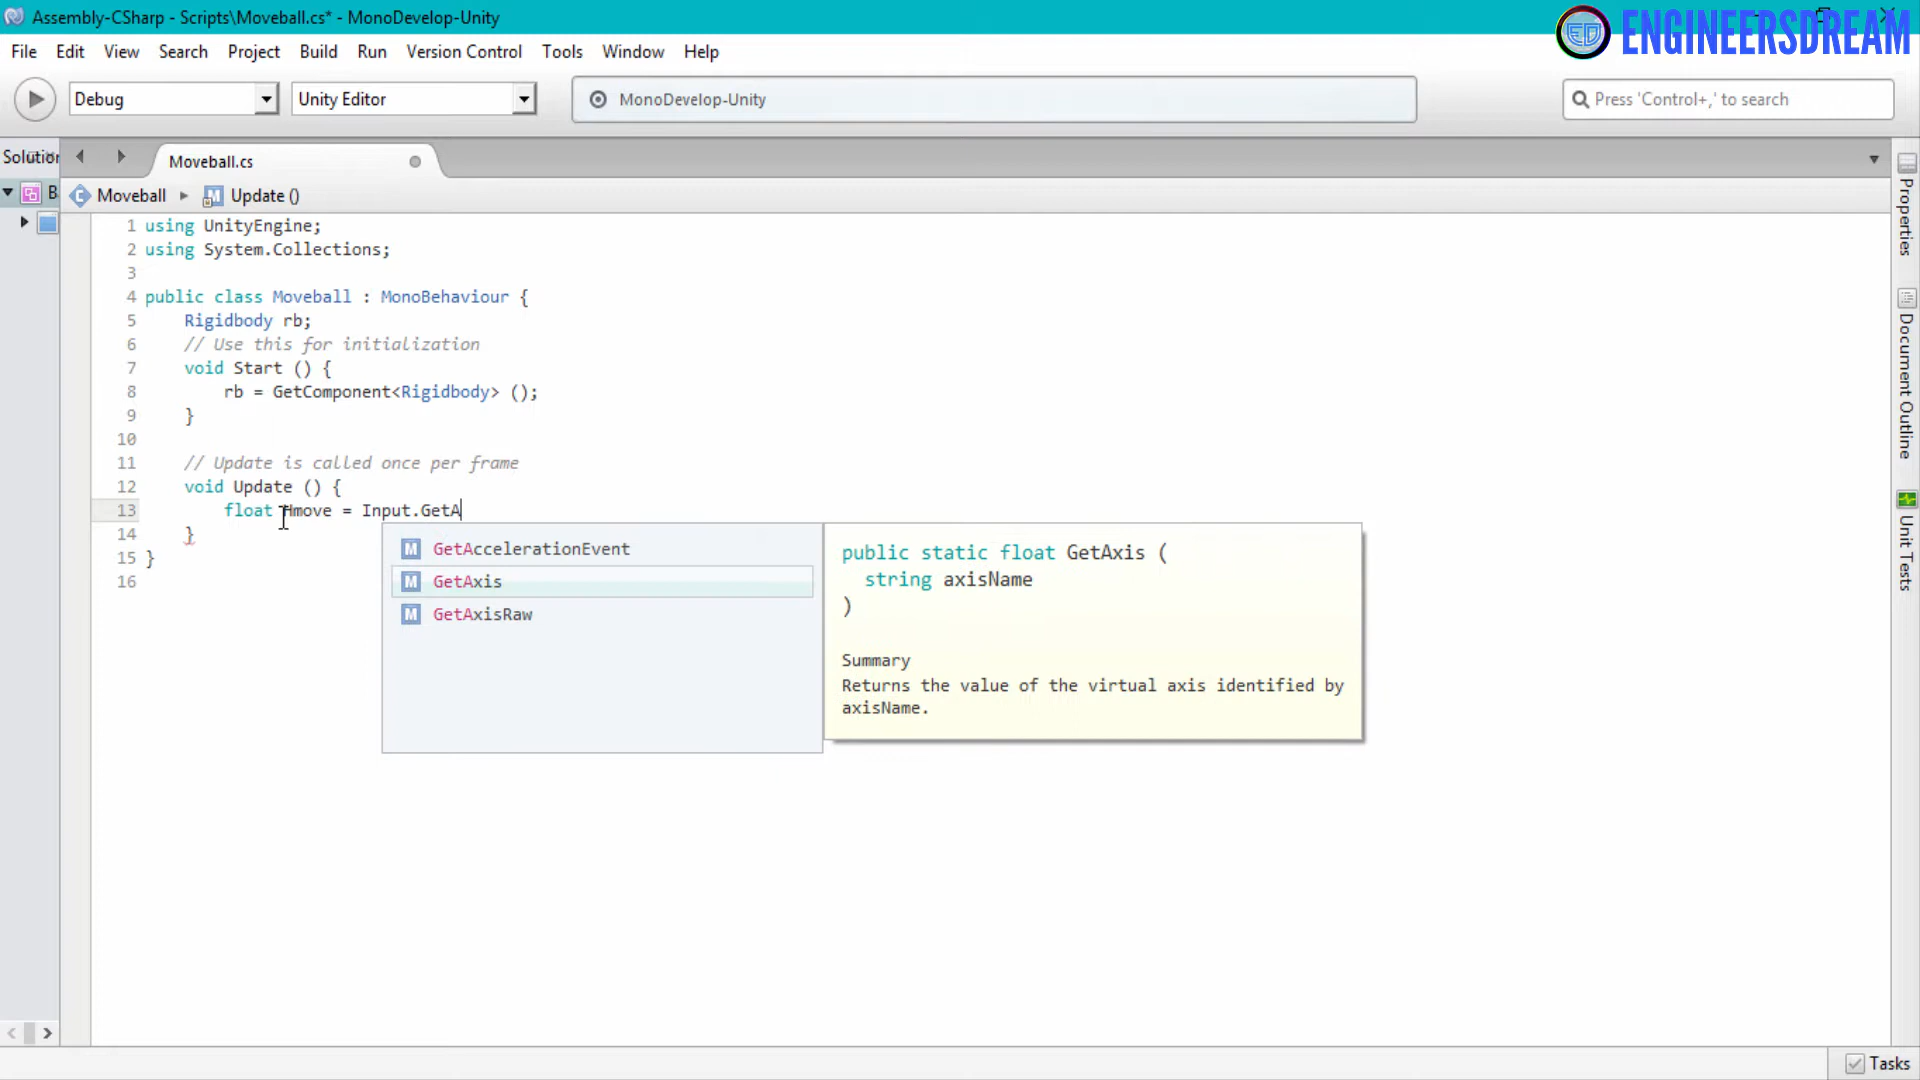 Assembly-CSharp - Scripts\Moveball.cs* - MonoDevelop-Unity
ED ENGINEERSDREAM
File Edit View Search Project Build Run Version Control Tools Window Help
Debug Unity Editor MonoDevelop-Unity Press 'Control+,' to search
Solution Moveball.cs
B Moveball Update ()
1 using UnityEngine;
2 using System.Collections;
3
4 public class Moveball : MonoBehaviour {
5 Rigidbody rb;
6 // Use this for initialization
7 void Start () {
8 rb = GetComponent<Rigidbody> ();
9 }
10
11 // Update is called once per frame
12 void Update () {
13 float Hmove = Input.GetA
14 }
15 }
16
M GetAccelerationEvent
M GetAxis
M GetAxisRaw
public static float GetAxis (
string axisName
)
Summary
Returns the value of the virtual axis identified by
axisName.
Properties
Document Outline
Unit Tests
Tasks